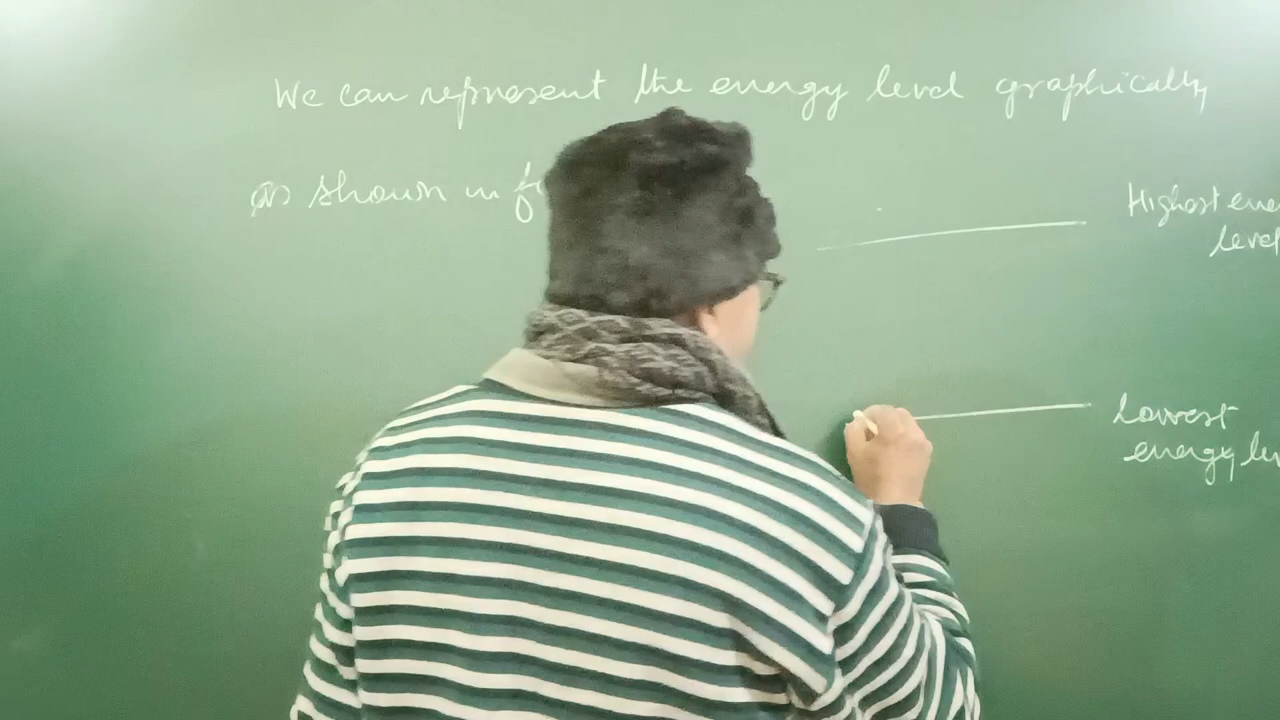 We can represent the energy level graphically
as shown in
Highest
level
Lowest
energy